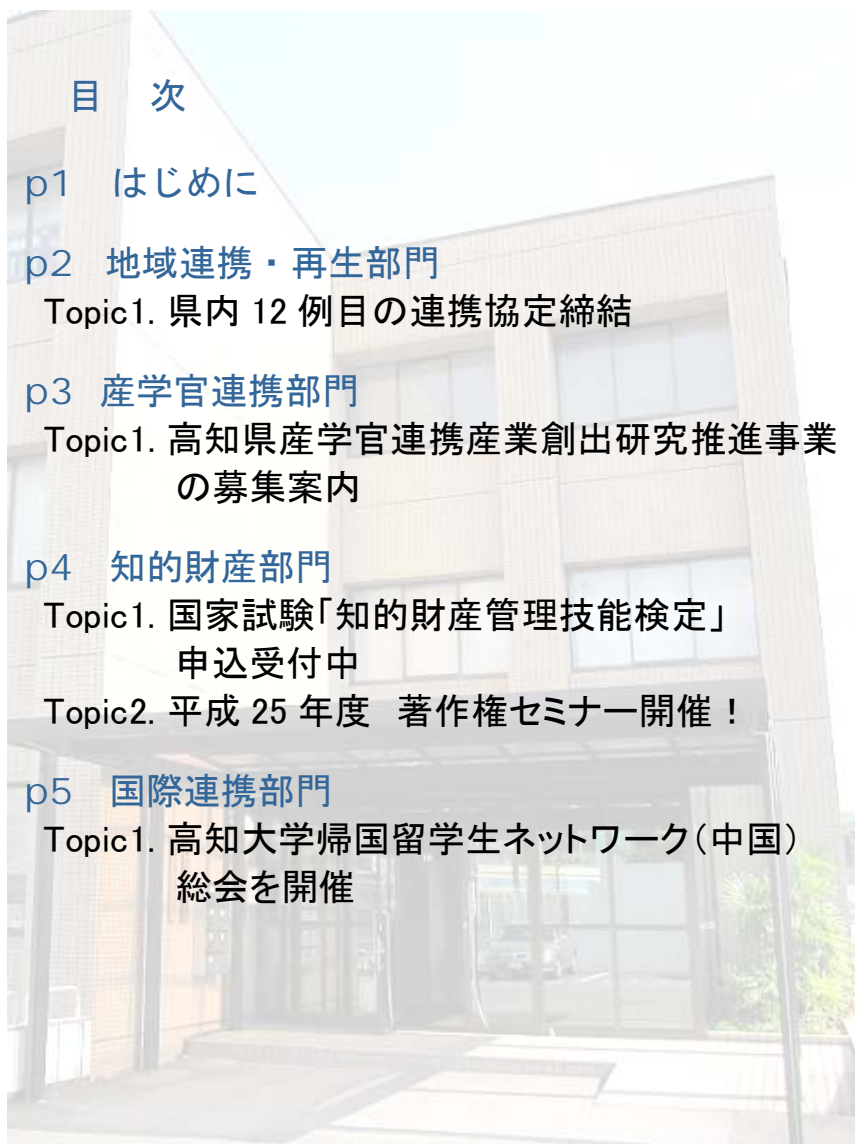 目　次
p1　はじめに
p2　地域連携・再生部門
Topic1. 県内 12 例目の連携協定締結
p3　産学官連携部門
Topic1. 高知県産学官連携産業創出研究推進事業
の募集案内
p4　知的財産部門
Topic1. 国家試験「知的財産管理技能検定」
申込受付中
Topic2. 平成 25 年度　著作権セミナー開催！
p5　国際連携部門
Topic1. 高知大学帰国留学生ネットワーク（中国）
総会を開催